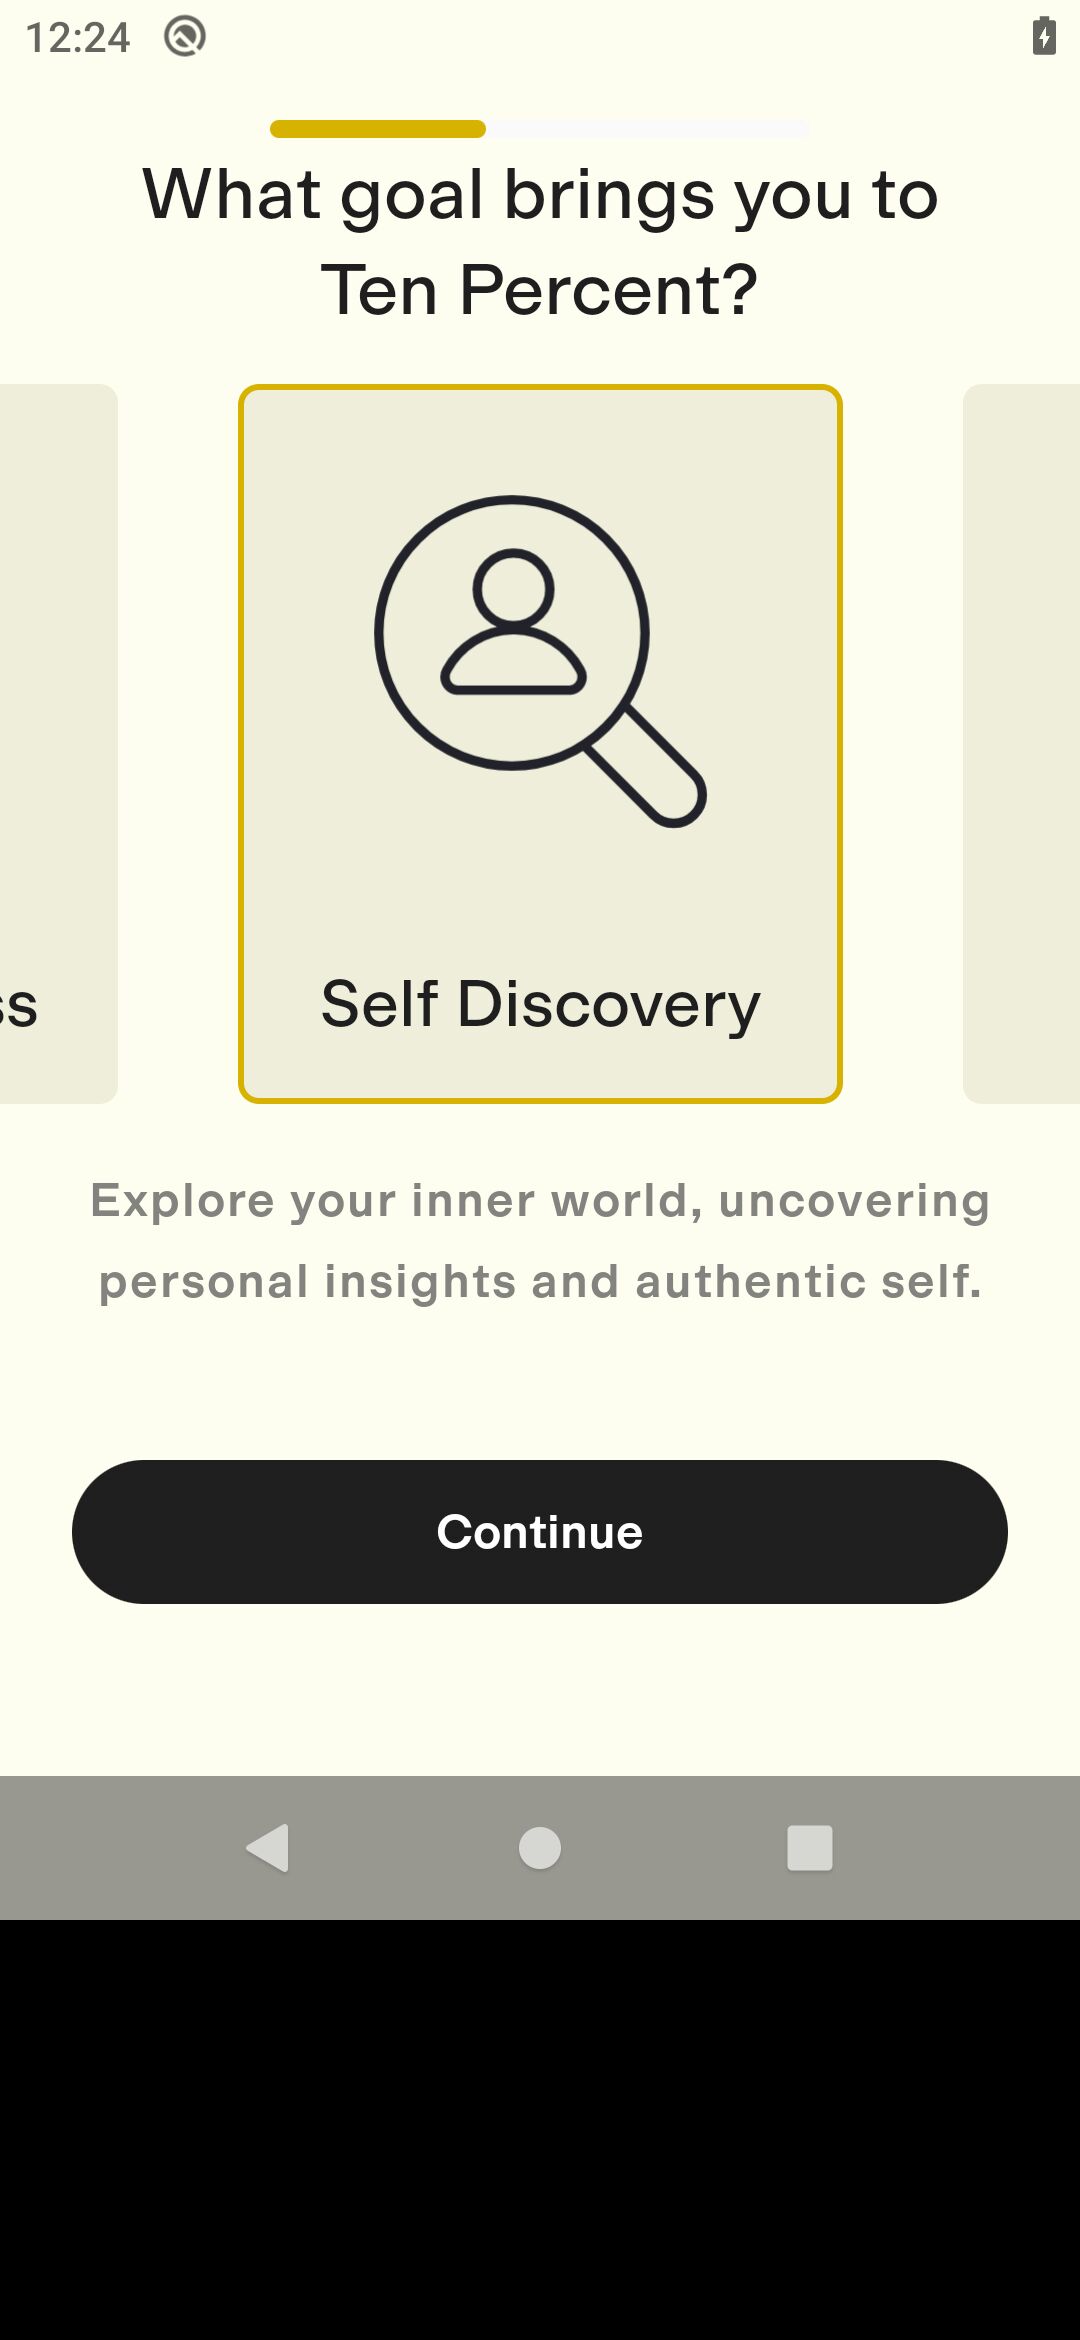 12:24
What goal brings you to
Ten Percent?
ss
Self Discovery
Explore your inner world, uncovering
personal insights and authentic self.
Continue